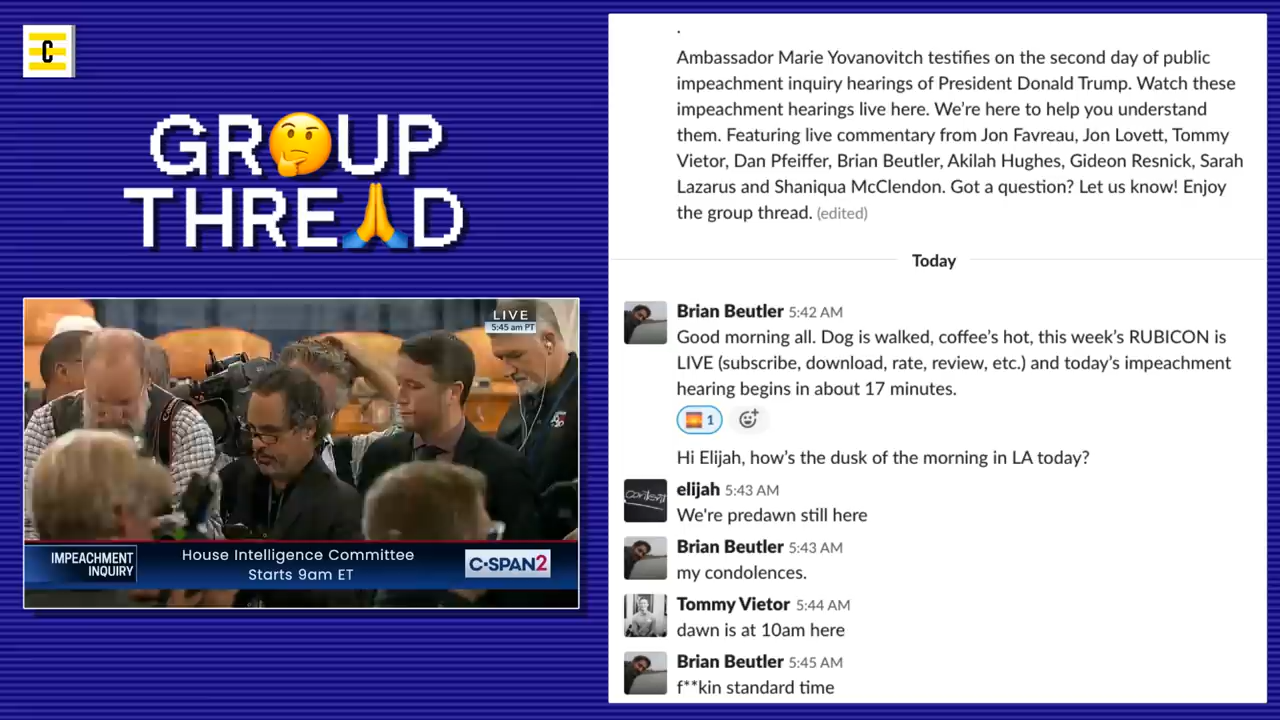 C
GR🤔UP
THRE🙏D
LIVE
5:45 am PT
IMPEACHMENT
INQUIRY
House Intelligence Committee
Starts 9am ET
C-SPAN2
.
Ambassador Marie Yovanovitch testifies on the second day of public
impeachment inquiry hearings of President Donald Trump. Watch these
impeachment hearings live here. We’re here to help you understand
them. Featuring live commentary from Jon Favreau, Jon Lovett, Tommy
Vietor, Dan Pfeiffer, Brian Beutler, Akilah Hughes, Gideon Resnick, Sarah
Lazarus and Shaniqua McClendon. Got a question? Let us know! Enjoy
the group thread. (edited)
Today
Brian Beutler 5:42 AM
Good morning all. Dog is walked, coffee’s hot, this week’s RUBICON is
LIVE (subscribe, download, rate, review, etc.) and today’s impeachment
hearing begins in about 17 minutes.
1
Hi Elijah, how’s the dusk of the morning in LA today?
elijah 5:43 AM
content
We're predawn still here
Brian Beutler 5:43 AM
my condolences.
Tommy Vietor 5:44 AM
dawn is at 10am here
Brian Beutler 5:45 AM
f**kin standard time